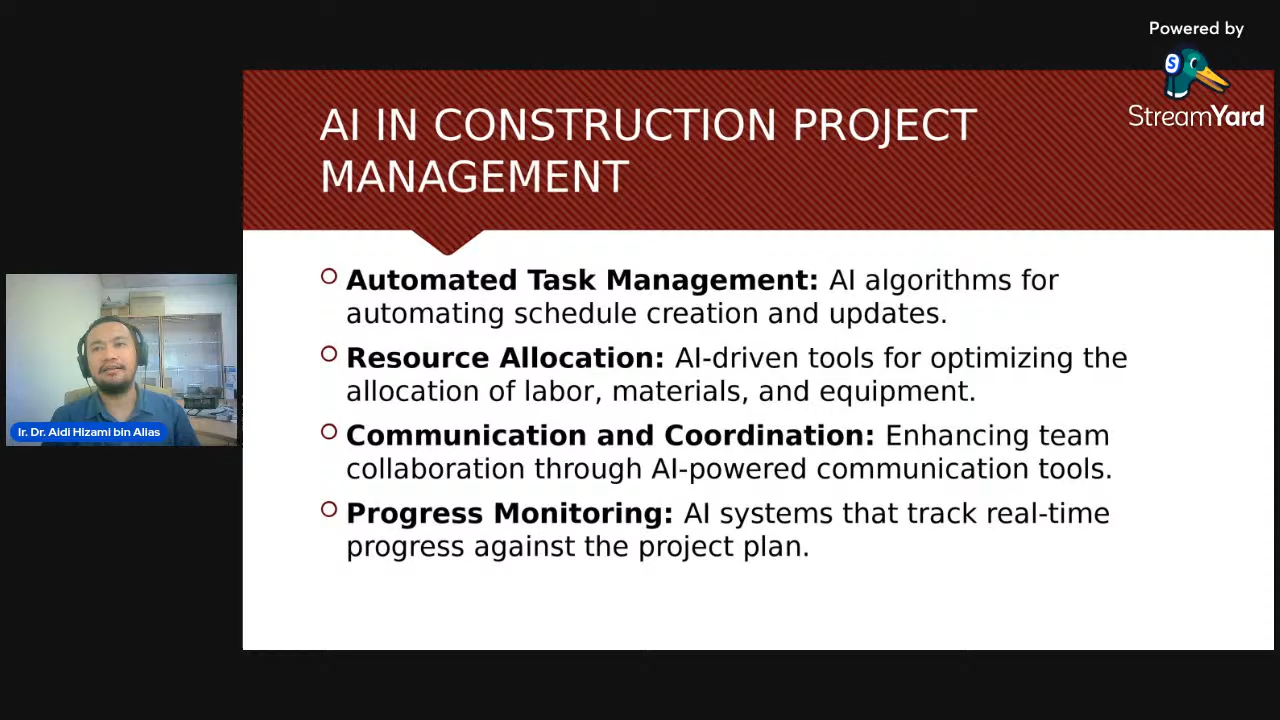 Powered by
StreamYard
AI IN CONSTRUCTION PROJECT
MANAGEMENT
Automated Task Management: AI algorithms for
automating schedule creation and updates.
Resource Allocation: AI-driven tools for optimizing the
allocation of labor, materials, and equipment.
Communication and Coordination: Enhancing team
collaboration through AI-powered communication tools.
Progress Monitoring: AI systems that track real-time
progress against the project plan.
Ir. Dr. Aidi Hizami bin Alias